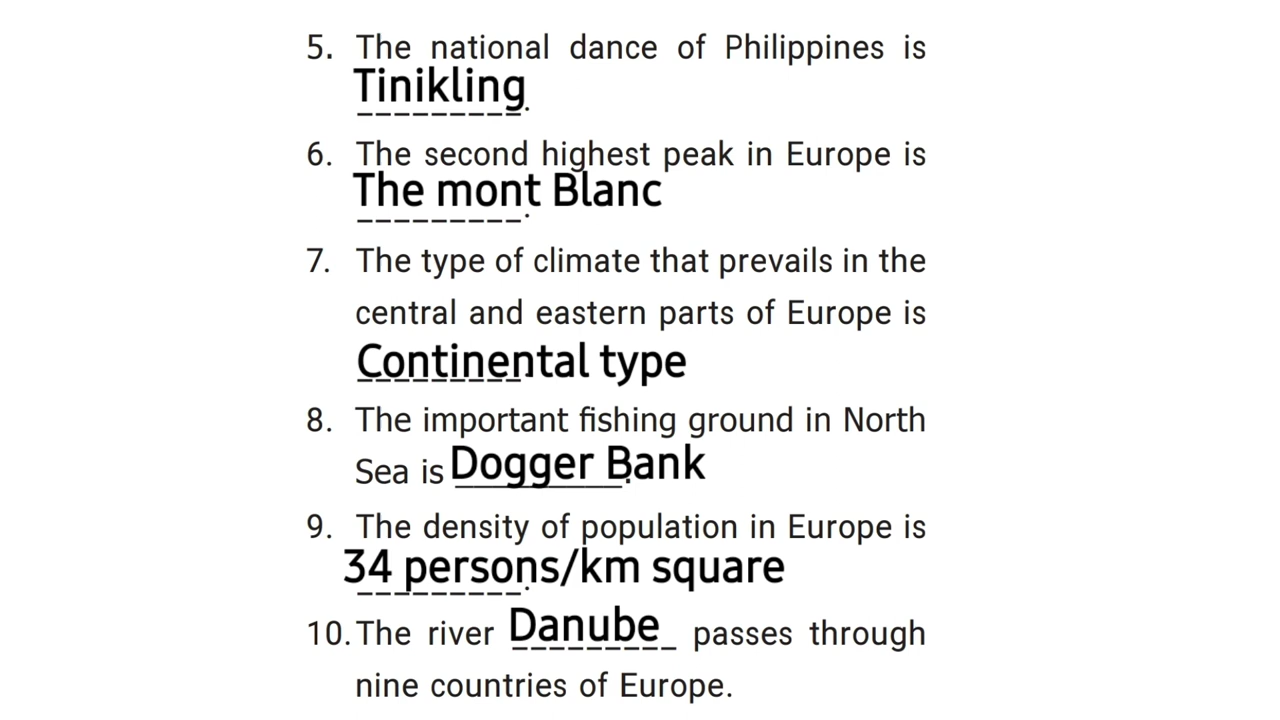 5. The national dance of Philippines is
Tinikling.
6. The second highest peak in Europe is
The mont Blanc.
7. The type of climate that prevails in the
central and eastern parts of Europe is
Continental type
8. The important fishing ground in North
Sea is Dogger Bank.
9. The density of population in Europe is
34 persons/km square.
10. The river Danube passes through
nine countries of Europe.